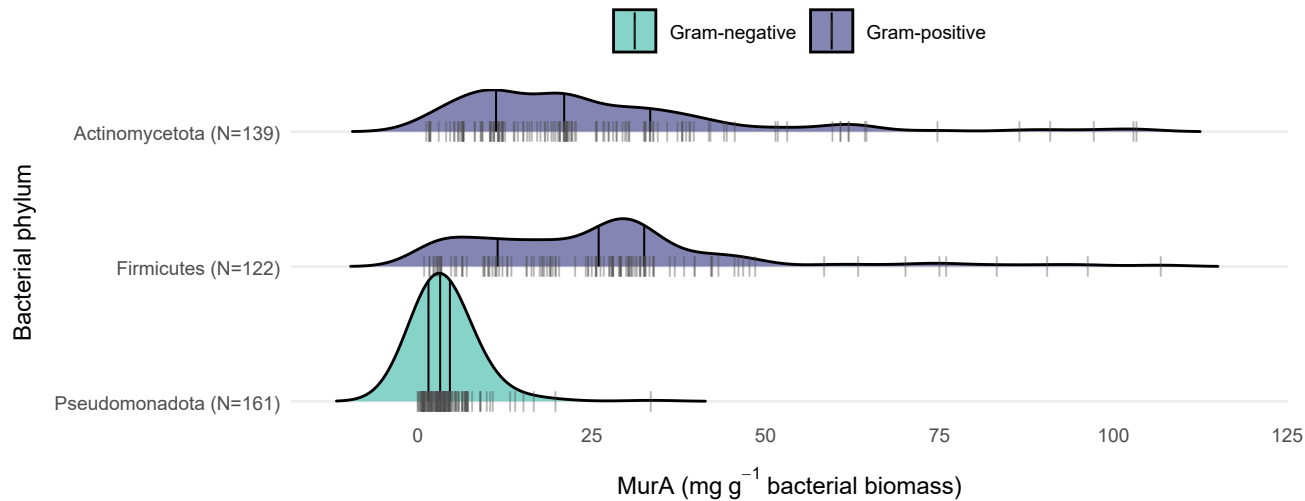 Gram-negative Gram-positive
Actinomycetota (N=139)
Firmicutes (N=122)
Pseudomonadota (N=161)
Bacterial phylum
0 25 50 75 100 125
MurA (mg g⁻¹ bacterial biomass)